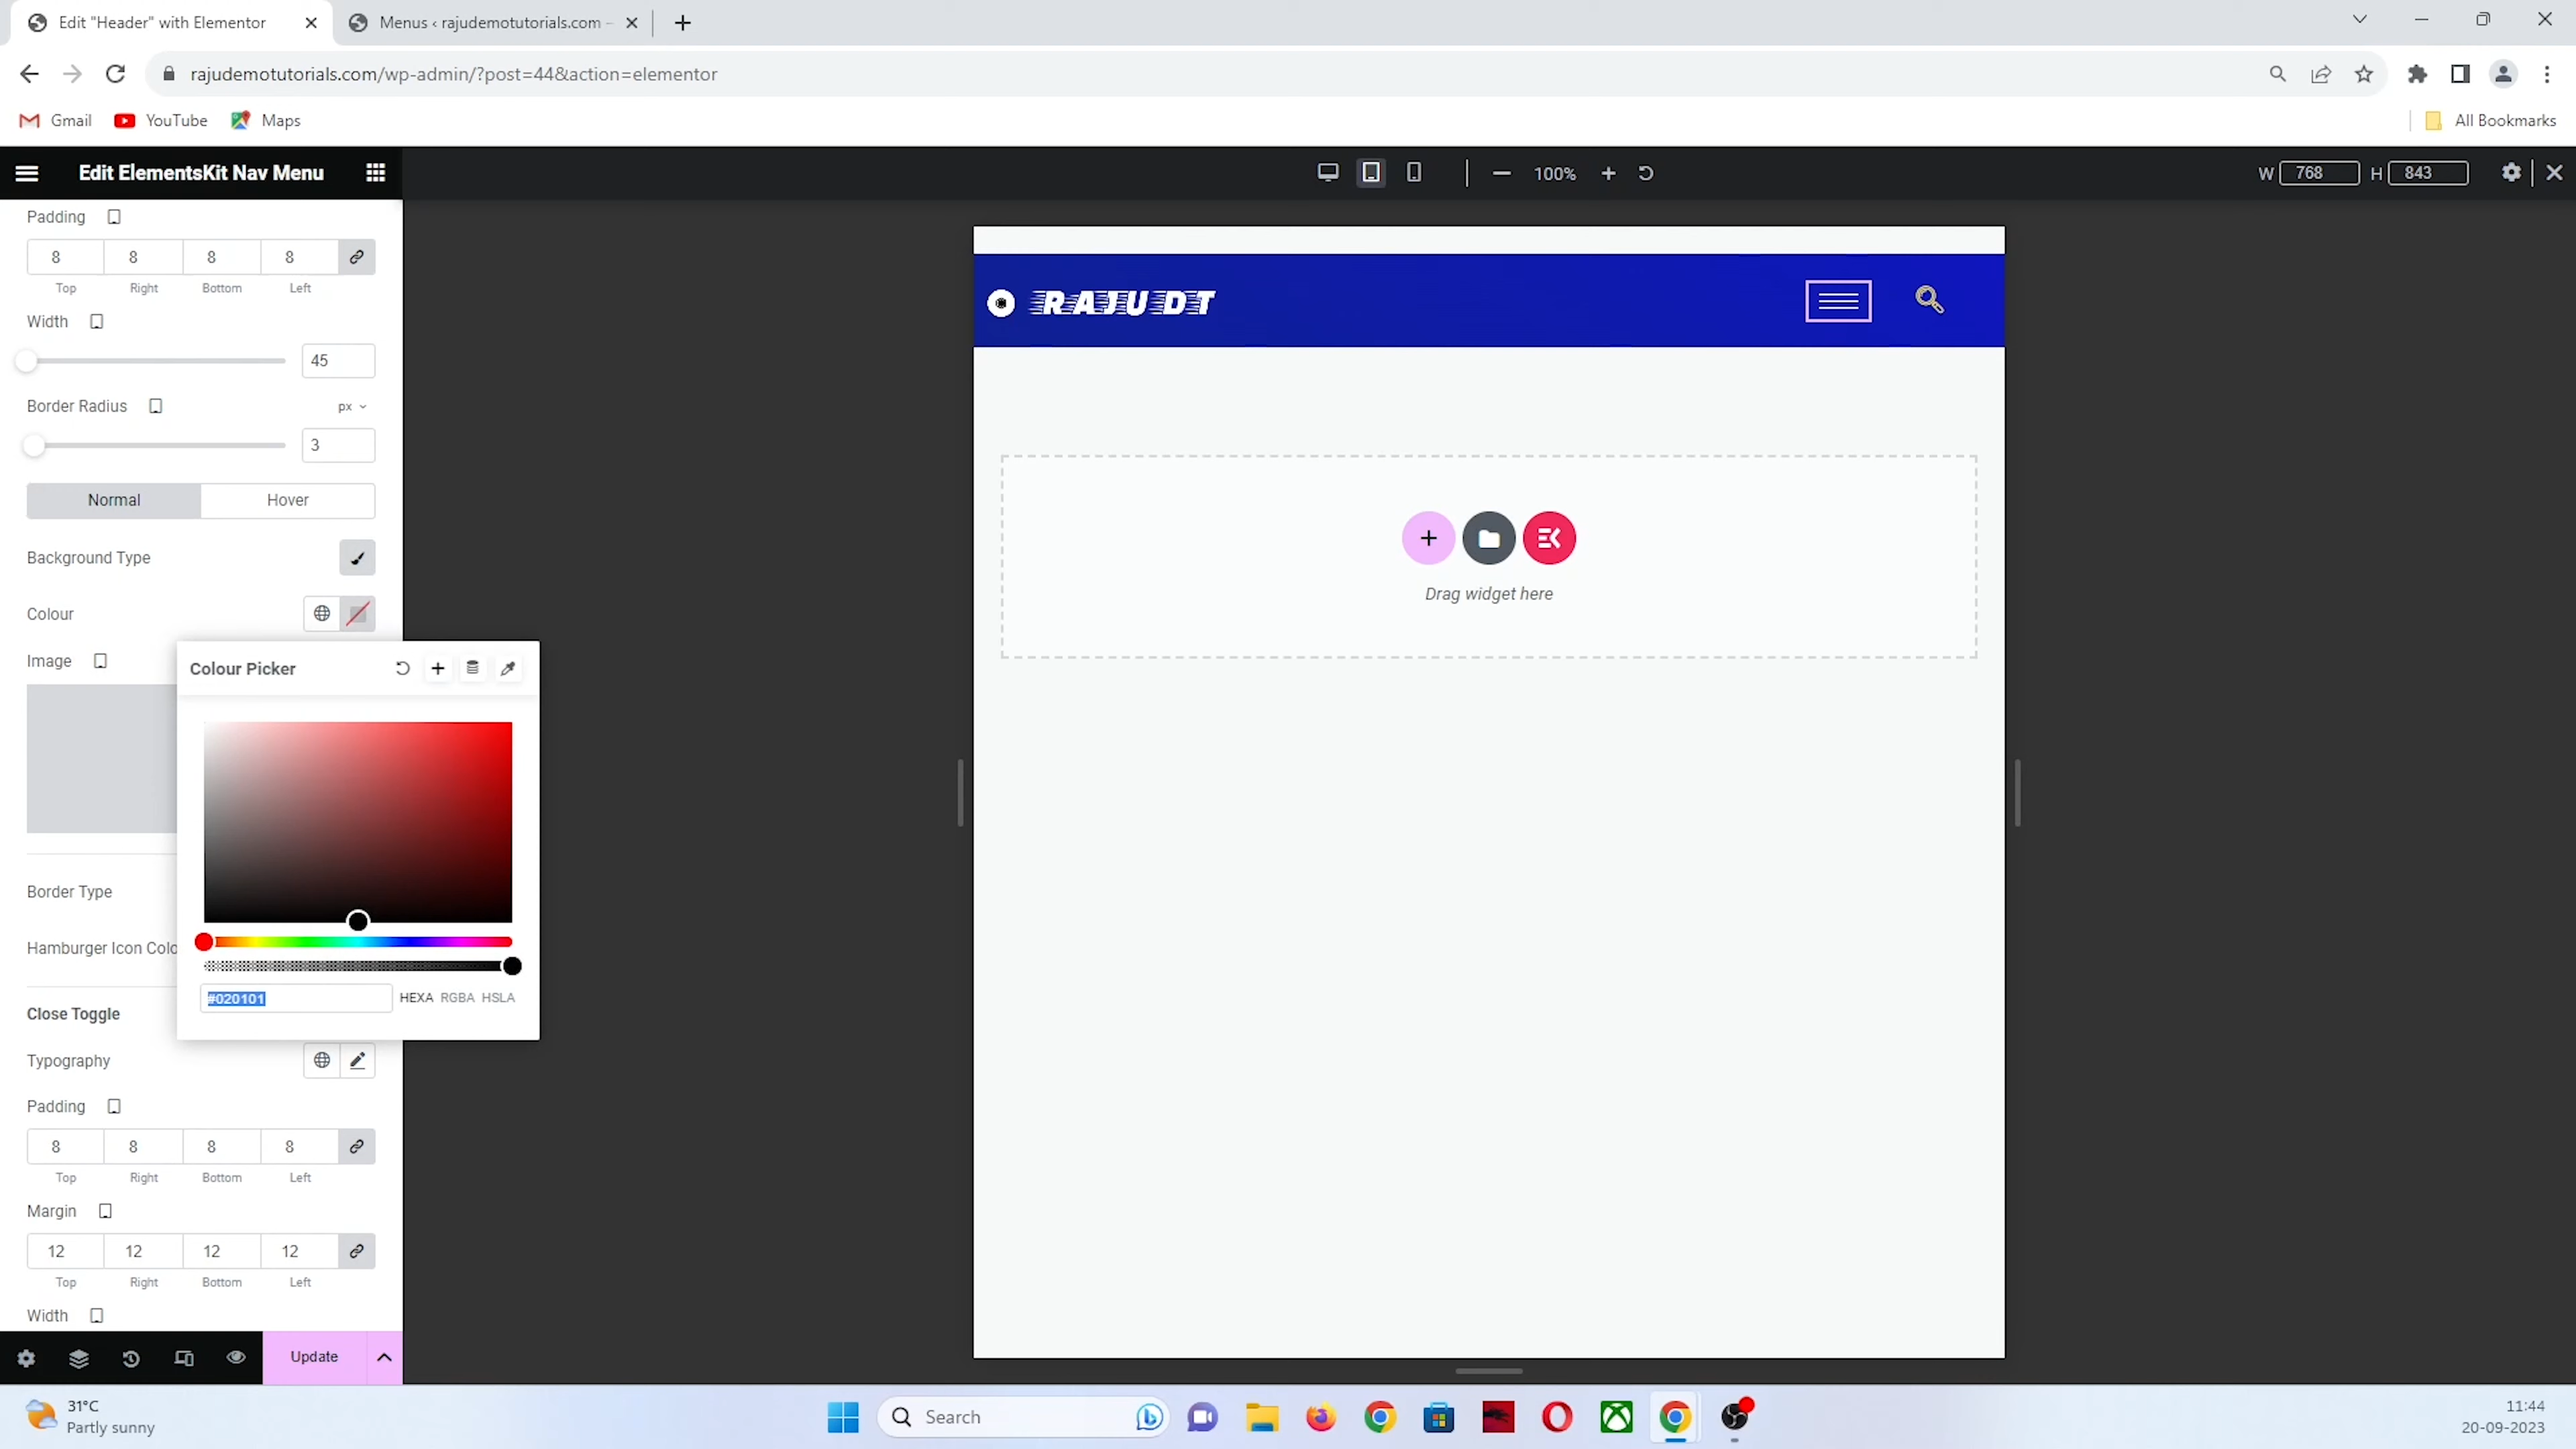 Edit "Header" with Elementor
Menus ‹ rajudemotutorials.com –
rajudemotutorials.com/wp-admin/?post=44&action=elementor
Gmail
YouTube
Maps
All Bookmarks
Edit ElementsKit Nav Menu
100%
W 768 H 843
Padding
8 8 8 8
Top Right Bottom Left
Width
45
Border Radius px
3
Normal Hover
Background Type
Colour
Image
Colour Picker
Border Type
Hamburger Icon Colo
#020101 HEXA RGBA HSLA
Close Toggle
Typography
Padding
8 8 8 8
Top Right Bottom Left
Margin
12 12 12 12
Top Right Bottom Left
Width
Update
RAJU DT
Drag widget here
31°C
Partly sunny
Search
11:44
20-09-2023